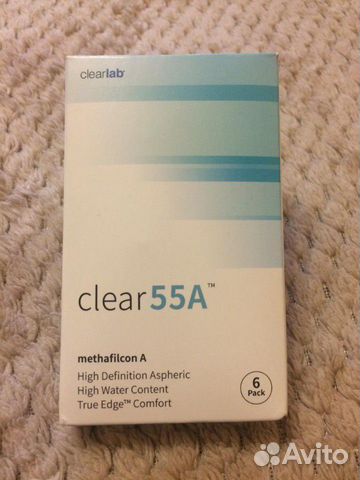 clearlab
clear55A™
methafilcon A
High Definition Aspheric
High Water Content
True Edge™ Comfort
6
Pack
Avito